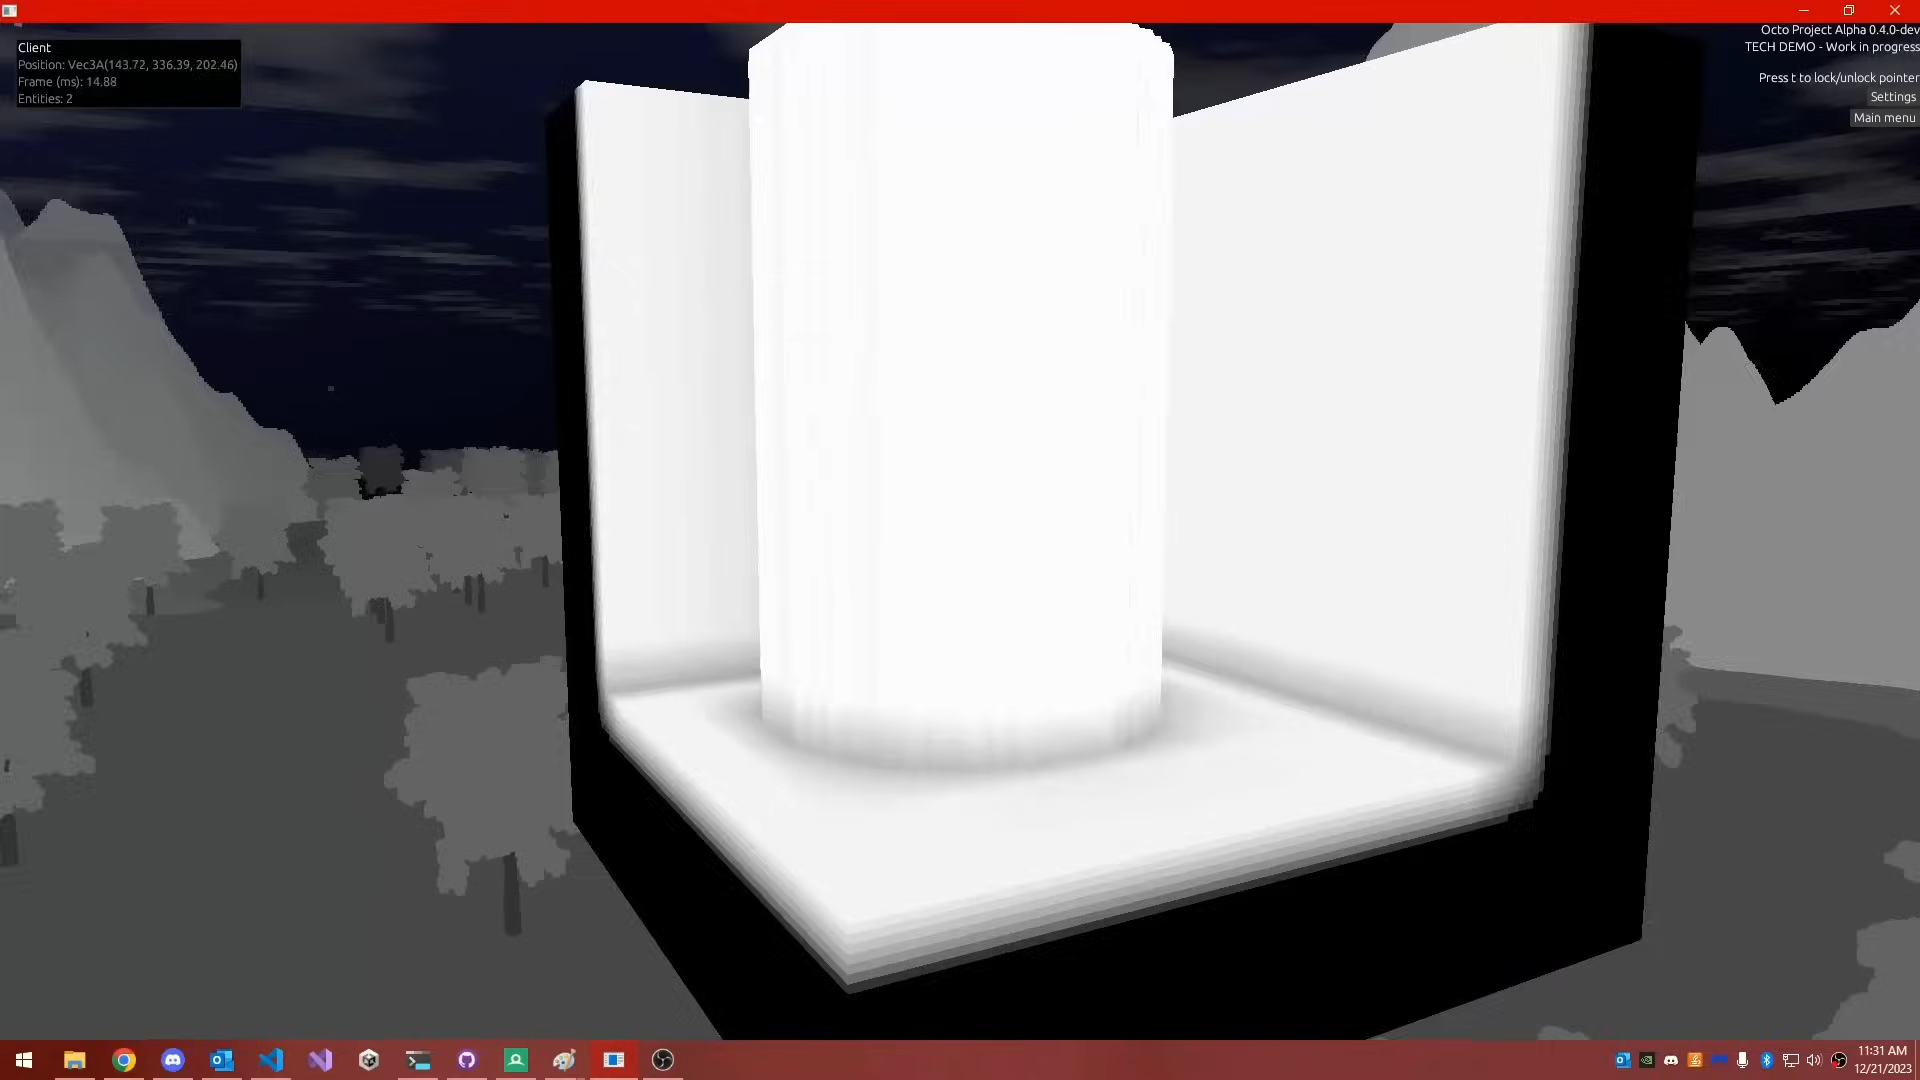 Client
Position: Vec3A(143.72, 336.39, 202.46)
Frame (ms): 14.88
Entities: 2
Octo Project Alpha 0.4.0-dev
TECH DEMO - Work in progress
Press t to lock/unlock pointer
Settings
Main menu
11:31 AM
12/21/2023